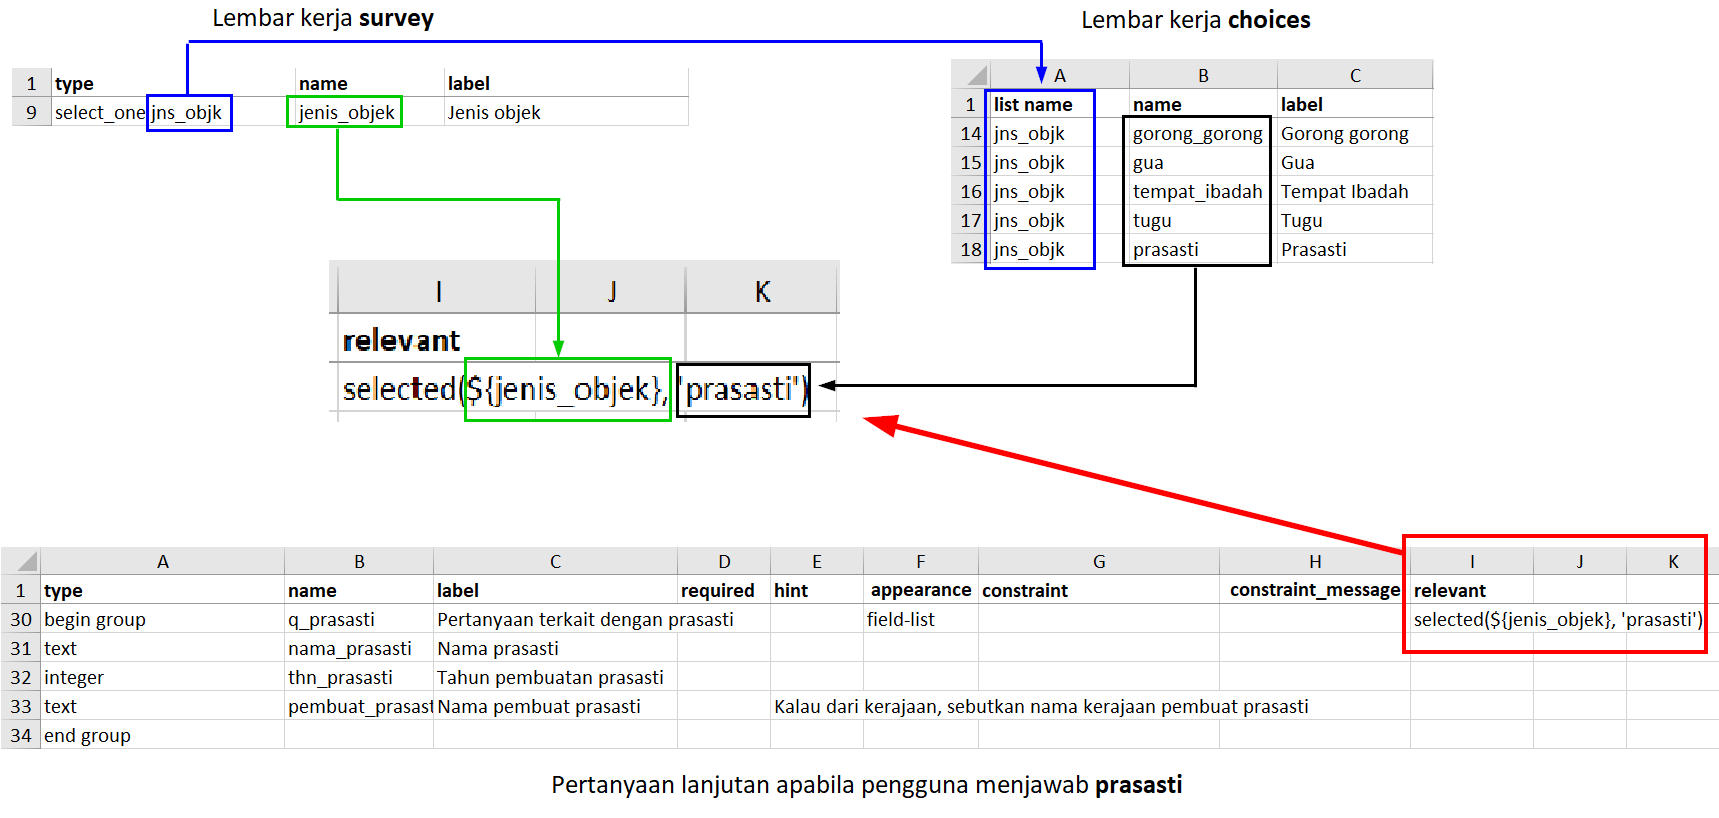 Lembar kerja survey
Lembar kerja choices
1 type name label
9 select_one jns_objk jenis_objek Jenis objek
A B C
1 list name name label
14 jns_objk gorong_gorong Gorong gorong
15 jns_objk gua Gua
16 jns_objk tempat_ibadah Tempat Ibadah
17 jns_objk tugu Tugu
18 jns_objk prasasti Prasasti
I J K
relevant
selected(${jenis_objek}, 'prasasti')
A B C D E F G H I J K
1 type name label required hint appearance constraint constraint_message relevant
30 begin group q_prasasti Pertanyaan terkait dengan prasasti field-list selected(${jenis_objek}, 'prasasti')
31 text nama_prasasti Nama prasasti
32 integer thn_prasasti Tahun pembuatan prasasti
33 text pembuat_prasast Nama pembuat prasasti Kalau dari kerajaan, sebutkan nama kerajaan pembuat prasasti
34 end group
Pertanyaan lanjutan apabila pengguna menjawab prasasti